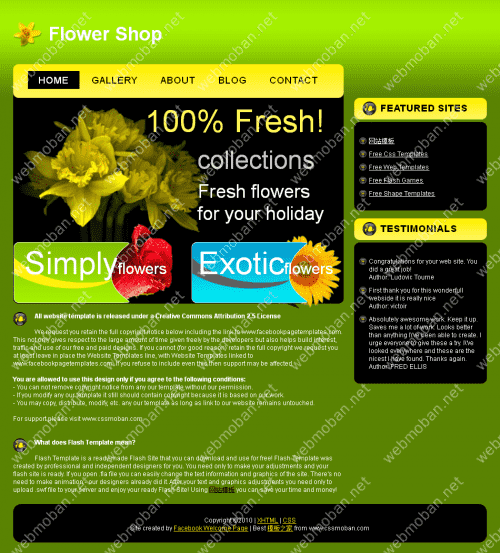 Flower Shop
HOME GALLERY ABOUT BLOG CONTACT
100% Fresh!
collections
Fresh flowers
for your holiday
Simply flowers
Exotic flowers
FEATURED SITES
网站模板
Free Css Templates
Free Web Templates
Free Flash Games
Free Shape Templates
TESTIMONIALS
Congratulations for your web site. You
did a great job!
Author: Ludovic Tourne
First thank you for this wonderfull
website it is really nice
Author: victoir
Absolutely awesome work. Keep it up.
Saves me a lot of work. Looks better
than anything I've been able to create. I
urge everyone to give these a try. I've
looked everywhere and these are the
nicest I have found. Thanks again.
Author: FRED ELLIS
All website template is released under a Creative Commons Attribution 2.5 License
We request you retain the full copyright notice below including the link to www.facebookpagetemplates.com.
This not only gives respect to the large amount of time given freely by the developers but also helps build interest,
traffic and use of our free and paid designs. If you cannot (for good reason) retain the full copyright we request you
at least leave in place the Website Templates line, with Website Templates linked to
www.facebookpagetemplates.com. If you refuse to include even this then support may be affected.
You are allowed to use this design only if you agree to the following conditions:
- You can not remove copyright notice from any our template without our permission.
- If you modify any our template it still should contain copyright because it is based on our work.
- You may copy, distribute, modify, etc. any our template as long as link to our website remains untouched.
For support please visit www.cssmoban.com
What does Flash Template mean?
Flash Template is a ready made Flash Site that you can download and use for free! Flash Template was
created by professional and independent designers for you. You need only to make your adjustments and your
flash site is ready. If you open .fla file you can easily change the text information and graphics of the site. There's no
need to make animation - our designers already did it. After your text and graphics adjustments you need only to
upload .swf file to your server and enjoy your ready Flash Site! Using 网站模板 you can save your time and money!
Copyright © 2010 | XHTML | CSS
Site created by Facebook Welcome Page | Best 模板之家 from www.cssmoban.com